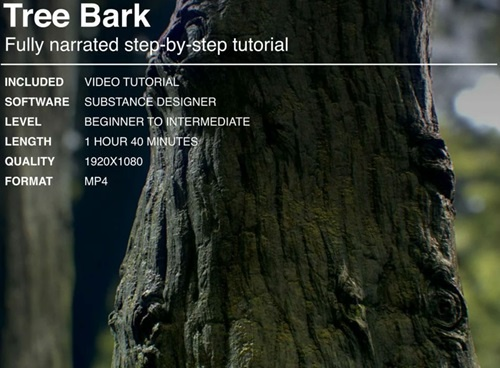 Tree Bark
Fully narrated step-by-step tutorial
INCLUDED VIDEO TUTORIAL
SOFTWARE SUBSTANCE DESIGNER
LEVEL BEGINNER TO INTERMEDIATE
LENGTH 1 HOUR 40 MINUTES
QUALITY 1920X1080
FORMAT MP4